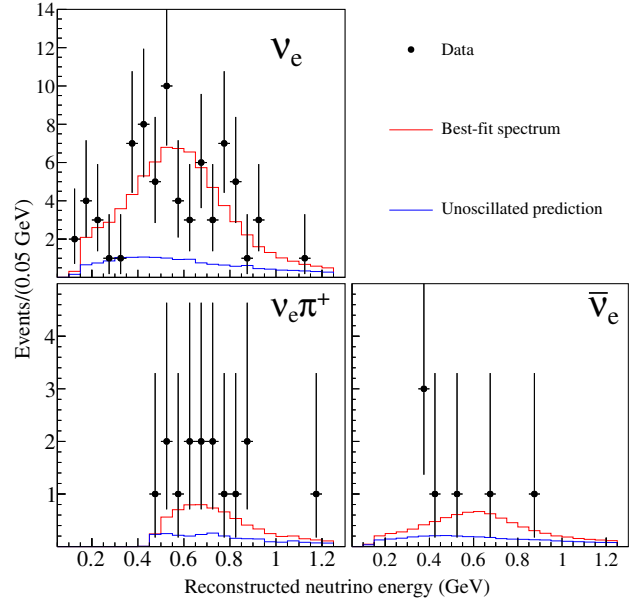 14
12
10
8
6
4
2
νe
Data
Best-fit spectrum
Unoscillated prediction
Events/(0.05 GeV)
νeπ+
ν̅e
4
3
2
1
0.2 0.4 0.6 0.8 1 1.2 0.2 0.4 0.6 0.8 1 1.2
Reconstructed neutrino energy (GeV)